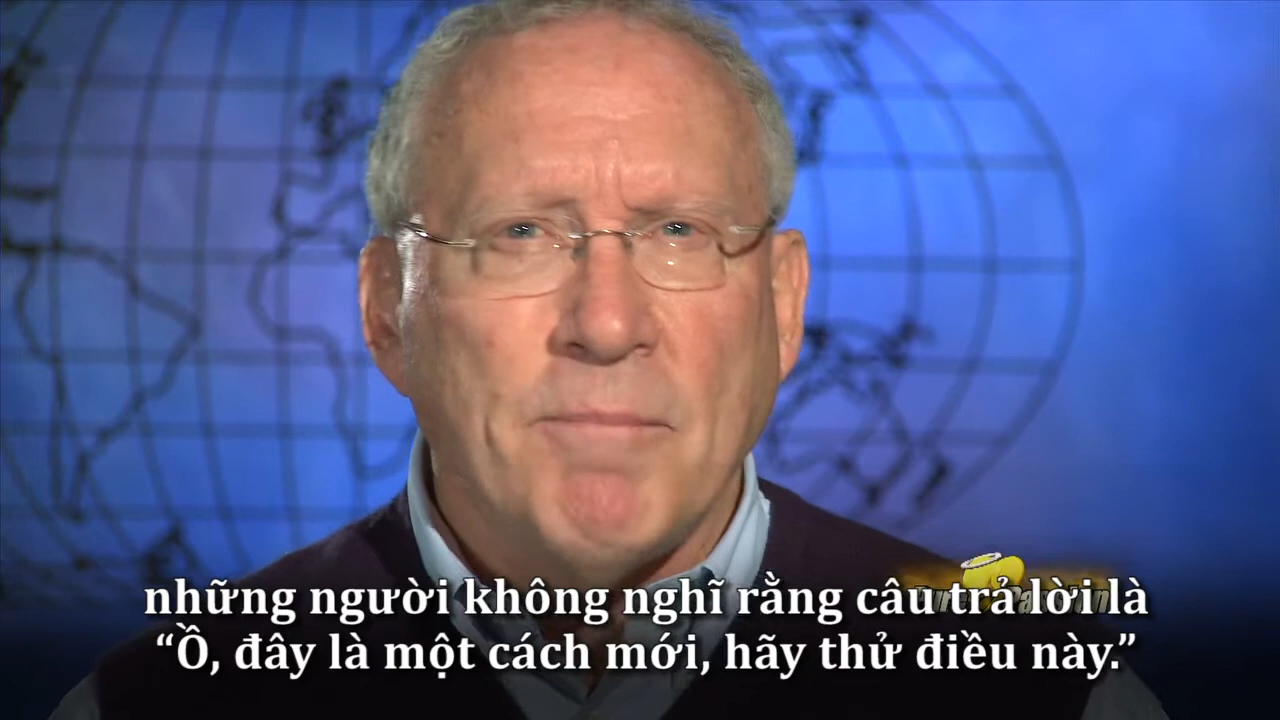 những người không nghĩ rằng câu trả lời là
“Ồ, đây là một cách mới, hãy thử điều này.”